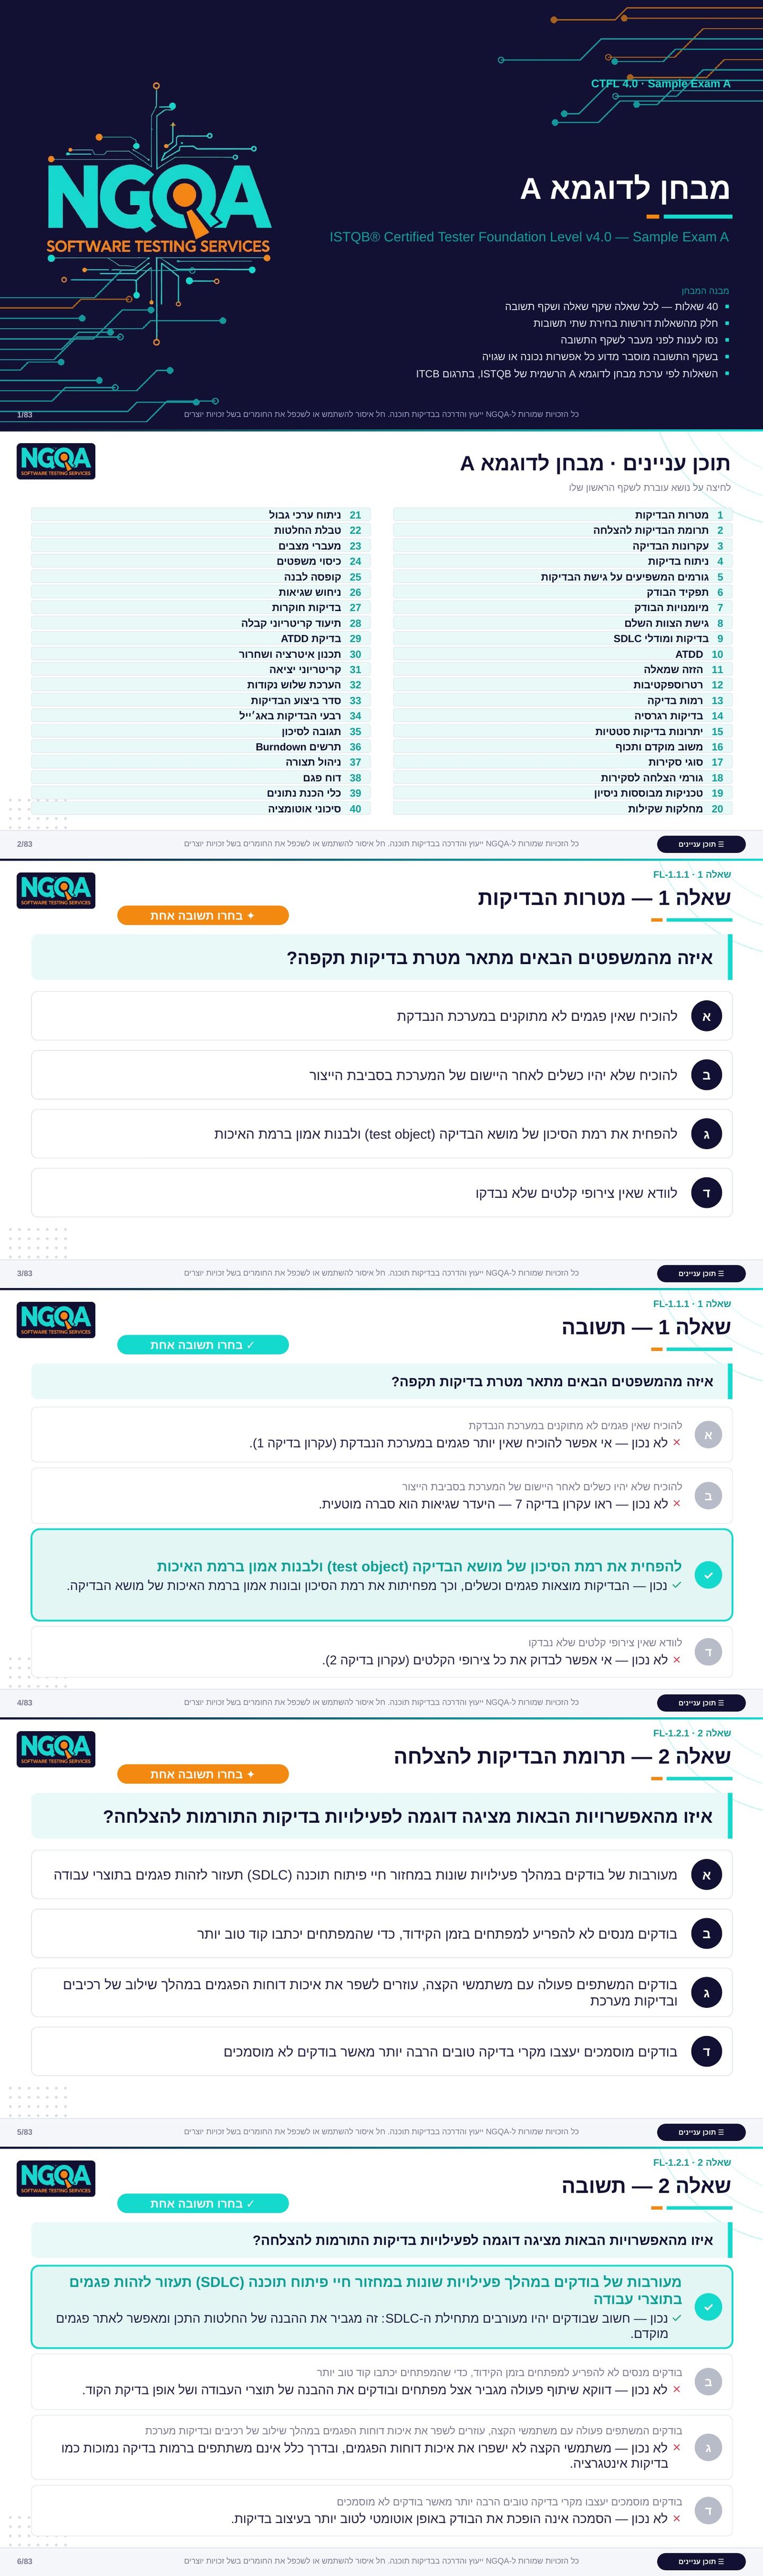 CTFL 4.0 · Sample Exam A
NGQA
SOFTWARE TESTING SERVICES
מבחן לדוגמא A
ISTQB® Certified Tester Foundation Level v4.0 — Sample Exam A
מבנה המבחן
▪ 40 שאלות — לכל שאלה שקף שאלה ושקף תשובה
▪ חלק מהשאלות דורשות בחירת שתי תשובות
▪ נסו לענות לפני מעבר לשקף התשובה
▪ בשקף התשובה מוסבר מדוע כל אפשרות נכונה או שגויה
▪ השאלות לפי ערכת מבחן לדוגמא A הרשמית של ISTQB, בתרגום ITCB
כל הזכויות שמורות ל-NGQA ייעוץ והדרכה בבדיקות תוכנה. חל איסור להשתמש או לשכפל את החומרים בשל זכויות יוצרים
1/83
NGQA
SOFTWARE TESTING SERVICES
תוכן עניינים · מבחן לדוגמא A
לחיצה על נושא עוברת לשקף הראשון שלו
1 מטרות הבדיקות
2 תרומת הבדיקות להצלחה
3 עקרונות הבדיקה
4 ניתוח בדיקות
5 גורמים המשפיעים על גישת הבדיקות
6 תפקיד הבודק
7 מיומנויות הבודק
8 גישת הצוות השלם
9 בדיקות ומודלי SDLC
10 ATDD
11 הזזה שמאלה
12 רטרוספקטיבות
13 רמות בדיקה
14 בדיקות רגרסיה
15 יתרונות בדיקות סטטיות
16 משוב מוקדם ותכוף
17 סוגי סקירות
18 גורמי הצלחה לסקירות
19 טכניקות מבוססות ניסיון
20 מחלקות שקילות
21 ניתוח ערכי גבול
22 טבלת החלטות
23 מעברי מצבים
24 כיסוי משפטים
25 קופסה לבנה
26 ניחוש שגיאות
27 בדיקות חוקרות
28 תיעוד קריטריוני קבלה
29 בדיקת ATDD
30 תכנון איטרציה ושחרור
31 קריטריוני יציאה
32 הערכת שלוש נקודות
33 סדר ביצוע הבדיקות
34 רבעי הבדיקות באג׳ייל
35 תגובה לסיכון
36 תרשים Burndown
37 ניהול תצורה
38 דוח פגם
39 כלי הכנת נתונים
40 סיכוני אוטומציה
☰ תוכן עניינים
כל הזכויות שמורות ל-NGQA ייעוץ והדרכה בבדיקות תוכנה. חל איסור להשתמש או לשכפל את החומרים בשל זכויות יוצרים
2/83
שאלה 1 · FL-1.1.1
NGQA
SOFTWARE TESTING SERVICES
שאלה 1 — מטרות הבדיקות
✦ בחרו תשובה אחת
איזה מהמשפטים הבאים מתאר מטרת בדיקות תקפה?
א להוכיח שאין פגמים לא מתוקנים במערכת הנבדקת
ב להוכיח שלא יהיו כשלים לאחר היישום של המערכת בסביבת הייצור
ג להפחית את רמת הסיכון של מושא הבדיקה (test object) ולבנות אמון ברמת האיכות
ד לוודא שאין צירופי קלטים שלא נבדקו
☰ תוכן עניינים
כל הזכויות שמורות ל-NGQA ייעוץ והדרכה בבדיקות תוכנה. חל איסור להשתמש או לשכפל את החומרים בשל זכויות יוצרים
3/83
שאלה 1 · FL-1.1.1
NGQA
SOFTWARE TESTING SERVICES
שאלה 1 — תשובה
✓ בחרו תשובה אחת
איזה מהמשפטים הבאים מתאר מטרת בדיקות תקפה?
א להוכיח שאין פגמים לא מתוקנים במערכת הנבדקת
✕ לא נכון — אי אפשר להוכיח שאין יותר פגמים במערכת הנבדקת (עקרון בדיקה 1).
ב להוכיח שלא יהיו כשלים לאחר היישום של המערכת בסביבת הייצור
✕ לא נכון — ראו עקרון בדיקה 7 — היעדר שגיאות הוא סברה מוטעית.
✓ להפחית את רמת הסיכון של מושא הבדיקה (test object) ולבנות אמון ברמת האיכות
✓ נכון — הבדיקות מוצאות פגמים וכשלים, וכך מפחיתות את רמת הסיכון ובונות אמון ברמת האיכות של מושא הבדיקה.
ד לוודא שאין צירופי קלטים שלא נבדקו
✕ לא נכון — אי אפשר לבדוק את כל צירופי הקלטים (עקרון בדיקה 2).
☰ תוכן עניינים
כל הזכויות שמורות ל-NGQA ייעוץ והדרכה בבדיקות תוכנה. חל איסור להשתמש או לשכפל את החומרים בשל זכויות יוצרים
4/83
שאלה 2 · FL-1.2.1
NGQA
SOFTWARE TESTING SERVICES
שאלה 2 — תרומת הבדיקות להצלחה
✦ בחרו תשובה אחת
איזו מהאפשרויות הבאות מציגה דוגמה לפעילויות בדיקות התורמות להצלחה?
א מעורבות של בודקים במהלך פעילויות שונות במחזור חיי פיתוח תוכנה (SDLC) תעזור לזהות פגמים בתוצרי עבודה
ב בודקים מנסים לא להפריע למפתחים בזמן הקידוד, כדי שהמפתחים יכתבו קוד טוב יותר
ג בודקים המשתפים פעולה עם משתמשי הקצה, עוזרים לשפר את איכות דוחות הפגמים במהלך שילוב של רכיבים
ובדיקות מערכת
ד בודקים מוסמכים יעצבו מקרי בדיקה טובים הרבה יותר מאשר בודקים לא מוסמכים
☰ תוכן עניינים
כל הזכויות שמורות ל-NGQA ייעוץ והדרכה בבדיקות תוכנה. חל איסור להשתמש או לשכפל את החומרים בשל זכויות יוצרים
5/83
שאלה 2 · FL-1.2.1
NGQA
SOFTWARE TESTING SERVICES
שאלה 2 — תשובה
✓ בחרו תשובה אחת
איזו מהאפשרויות הבאות מציגה דוגמה לפעילויות בדיקות התורמות להצלחה?
✓ מעורבות של בודקים במהלך פעילויות שונות במחזור חיי פיתוח תוכנה (SDLC) תעזור לזהות פגמים
בתוצרי עבודה
✓ נכון — חשוב שבודקים יהיו מעורבים מתחילת ה-SDLC: זה מגביר את ההבנה של החלטות התכן ומאפשר לאתר פגמים
מוקדם.
ב בודקים מנסים לא להפריע למפתחים בזמן הקידוד, כדי שהמפתחים יכתבו קוד טוב יותר
✕ לא נכון — דווקא שיתוף פעולה מגביר אצל מפתחים ובודקים את ההבנה של תוצרי העבודה ושל אופן בדיקת הקוד.
ג בודקים המשתפים פעולה עם משתמשי הקצה, עוזרים לשפר את איכות דוחות הפגמים במהלך שילוב של רכיבים ובדיקות מערכת
✕ לא נכון — משתמשי הקצה לא ישפרו את איכות דוחות הפגמים, ובדרך כלל אינם משתתפים ברמות בדיקה נמוכות כמו
בדיקות אינטגרציה.
ד בודקים מוסמכים יעצבו מקרי בדיקה טובים הרבה יותר מאשר בודקים לא מוסמכים
✕ לא נכון — הסמכה אינה הופכת את הבודק באופן אוטומטי לטוב יותר בעיצוב בדיקות.
☰ תוכן עניינים
כל הזכויות שמורות ל-NGQA ייעוץ והדרכה בבדיקות תוכנה. חל איסור להשתמש או לשכפל את החומרים בשל זכויות יוצרים
6/83